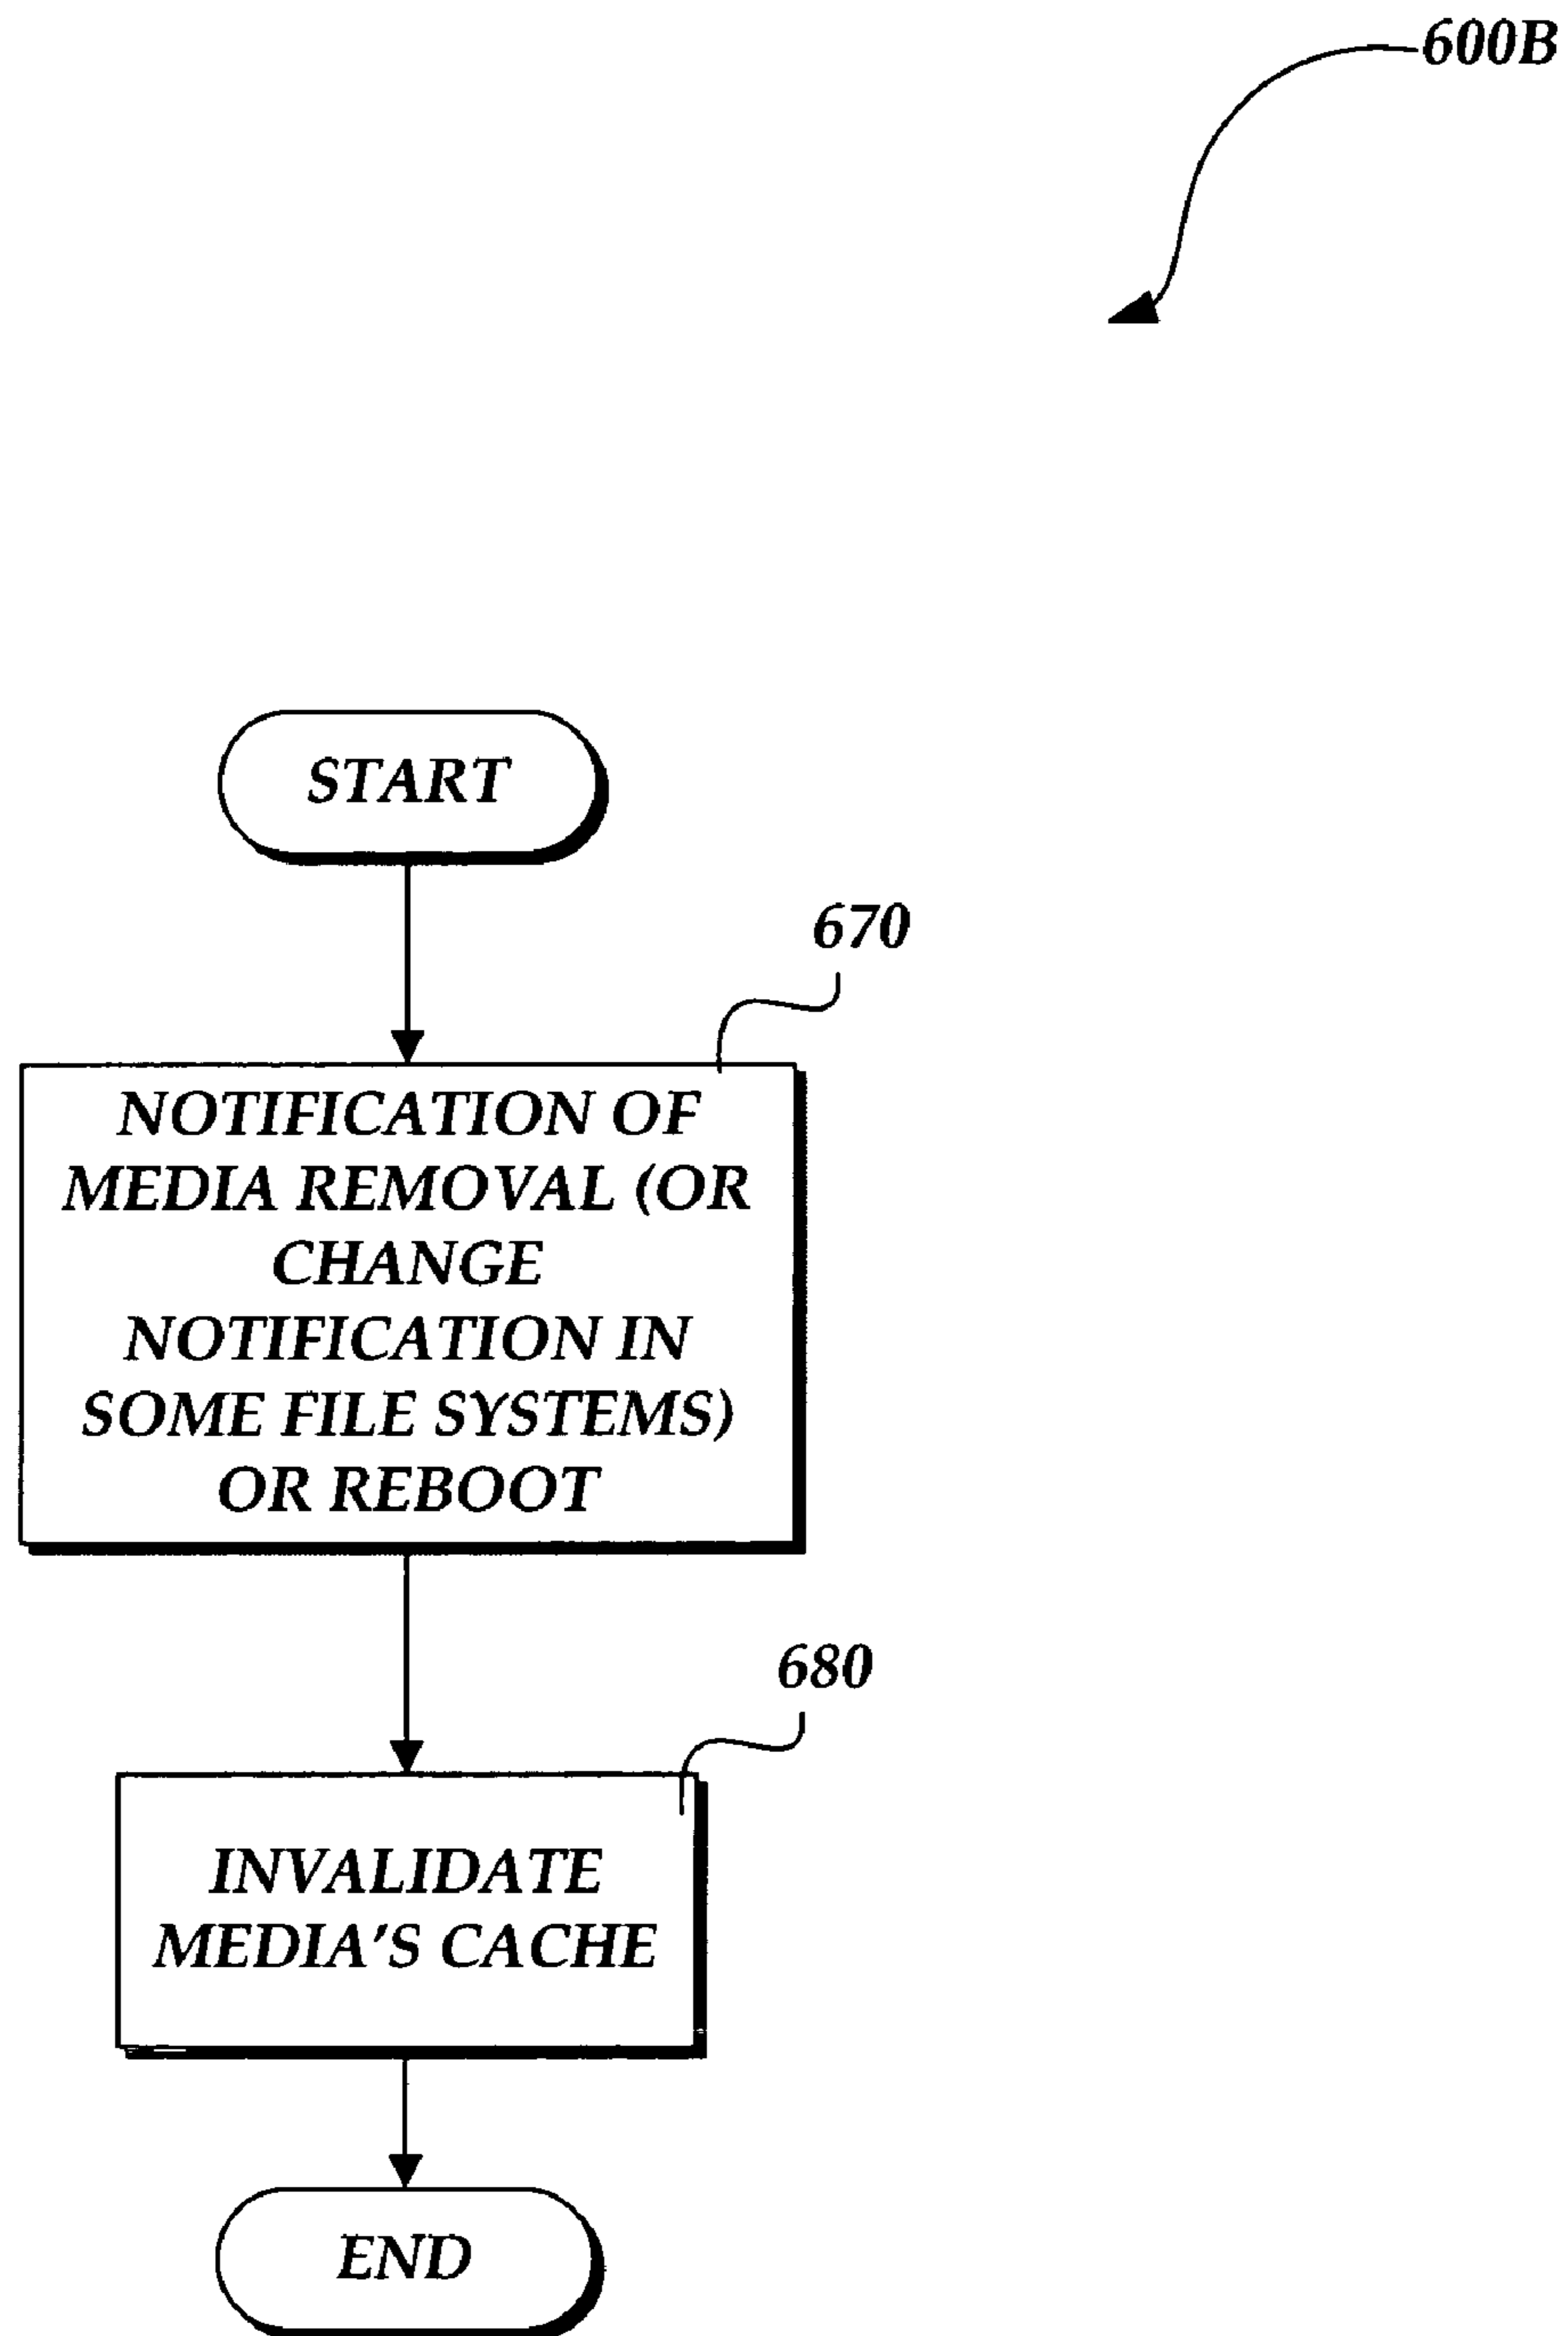 600B
START
670
NOTIFICATION OF
MEDIA REMOVAL (OR
CHANGE
NOTIFICATION IN
SOME FILE SYSTEMS)
OR REBOOT
680
INVALIDATE
MEDIA'S CACHE
END